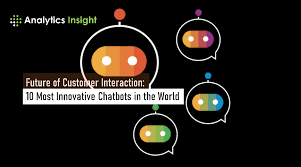 Analytics Insight
Future of Customer Interaction:
10 Most Innovative Chatbots in the World